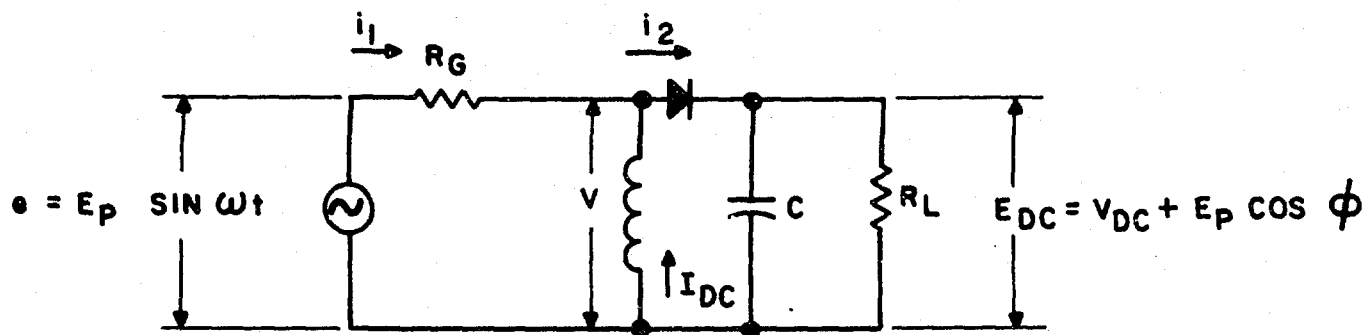 i1
RG
i2
e = EP SIN ωt
V
IDC
C
RL
EDC = VDC + EP COS ϕ